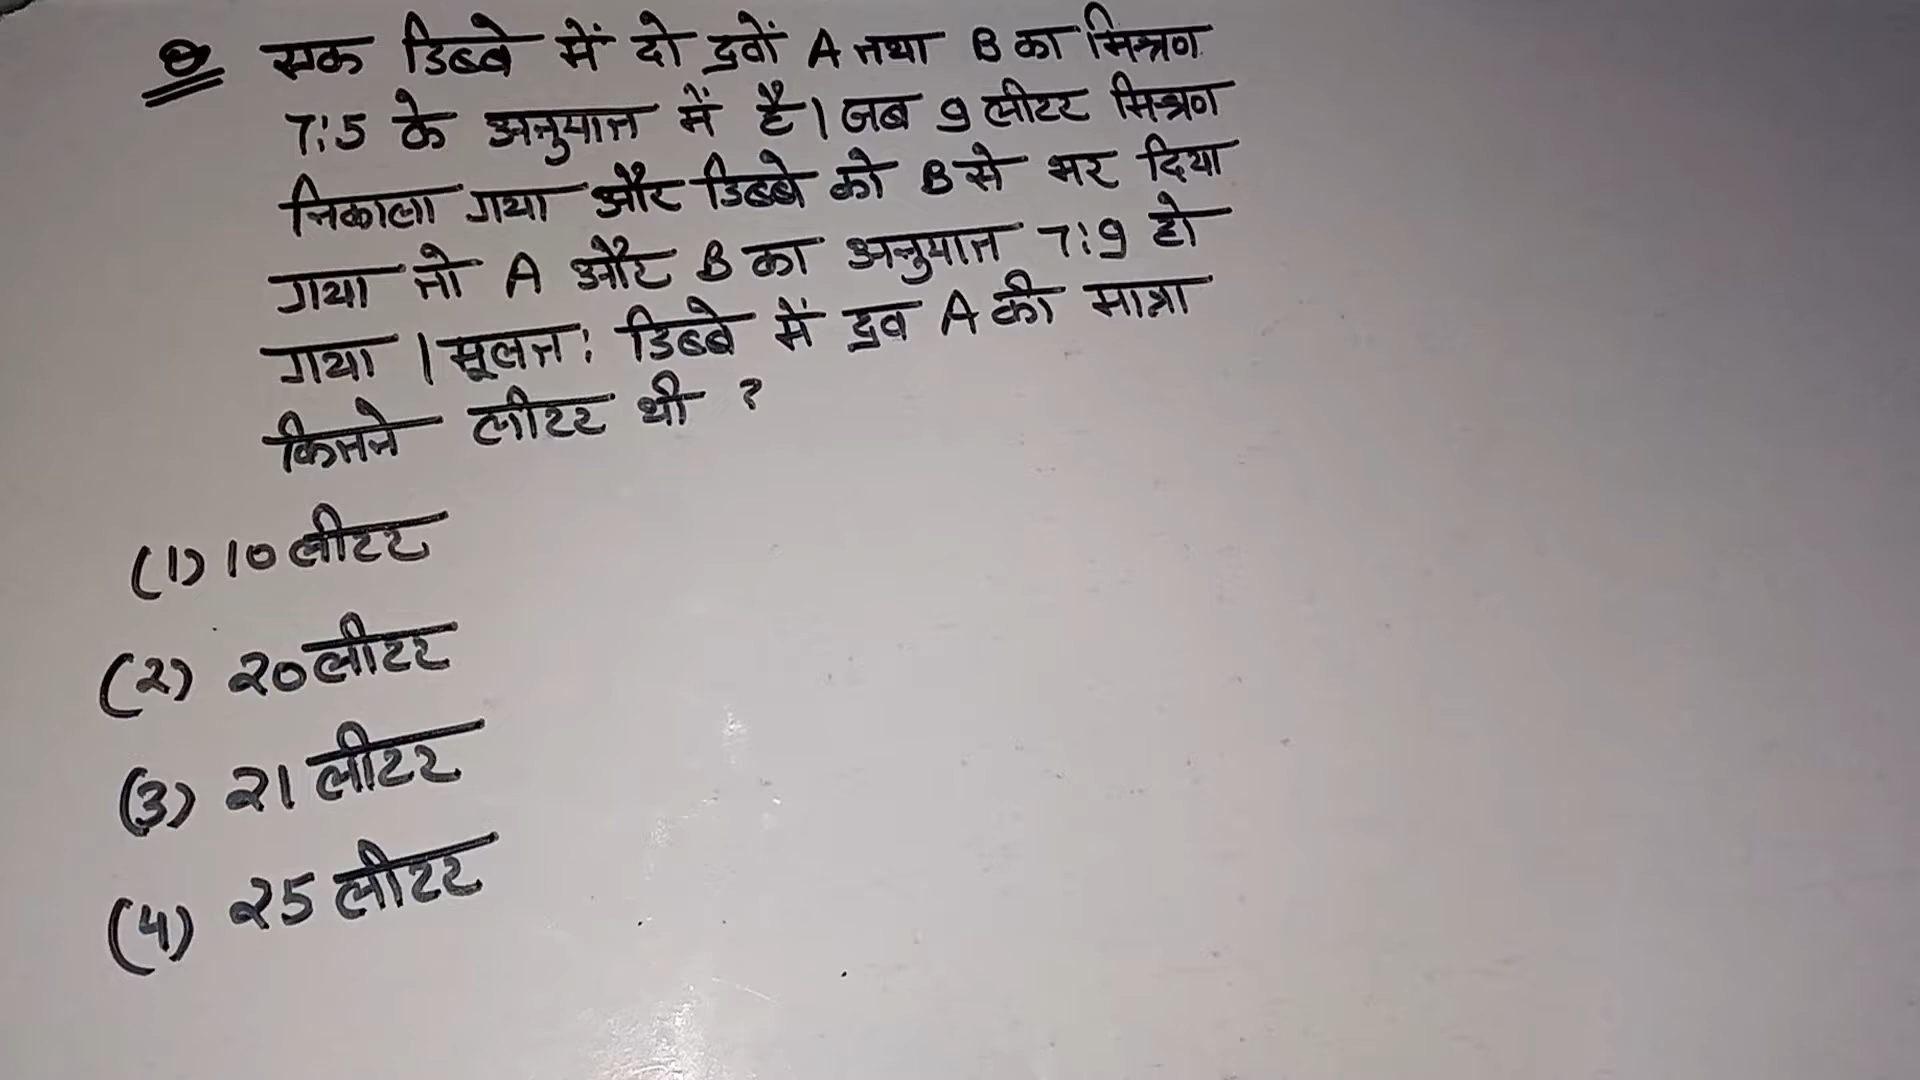 Q एक डिब्बे में दो द्रवों A तथा B का मिश्रण
7:5 के अनुपात में है। जब 9 लीटर मिश्रण
निकाला गया और डिब्बे को B से भर दिया
गया तो A और B का अनुपात 7:9 हो
गया । मूलत: डिब्बे में द्रव A की मात्रा
कितने लीटर थी ?
(1) 10 लीटर
(2) 20 लीटर
(3) 21 लीटर
(4) 25 लीटर